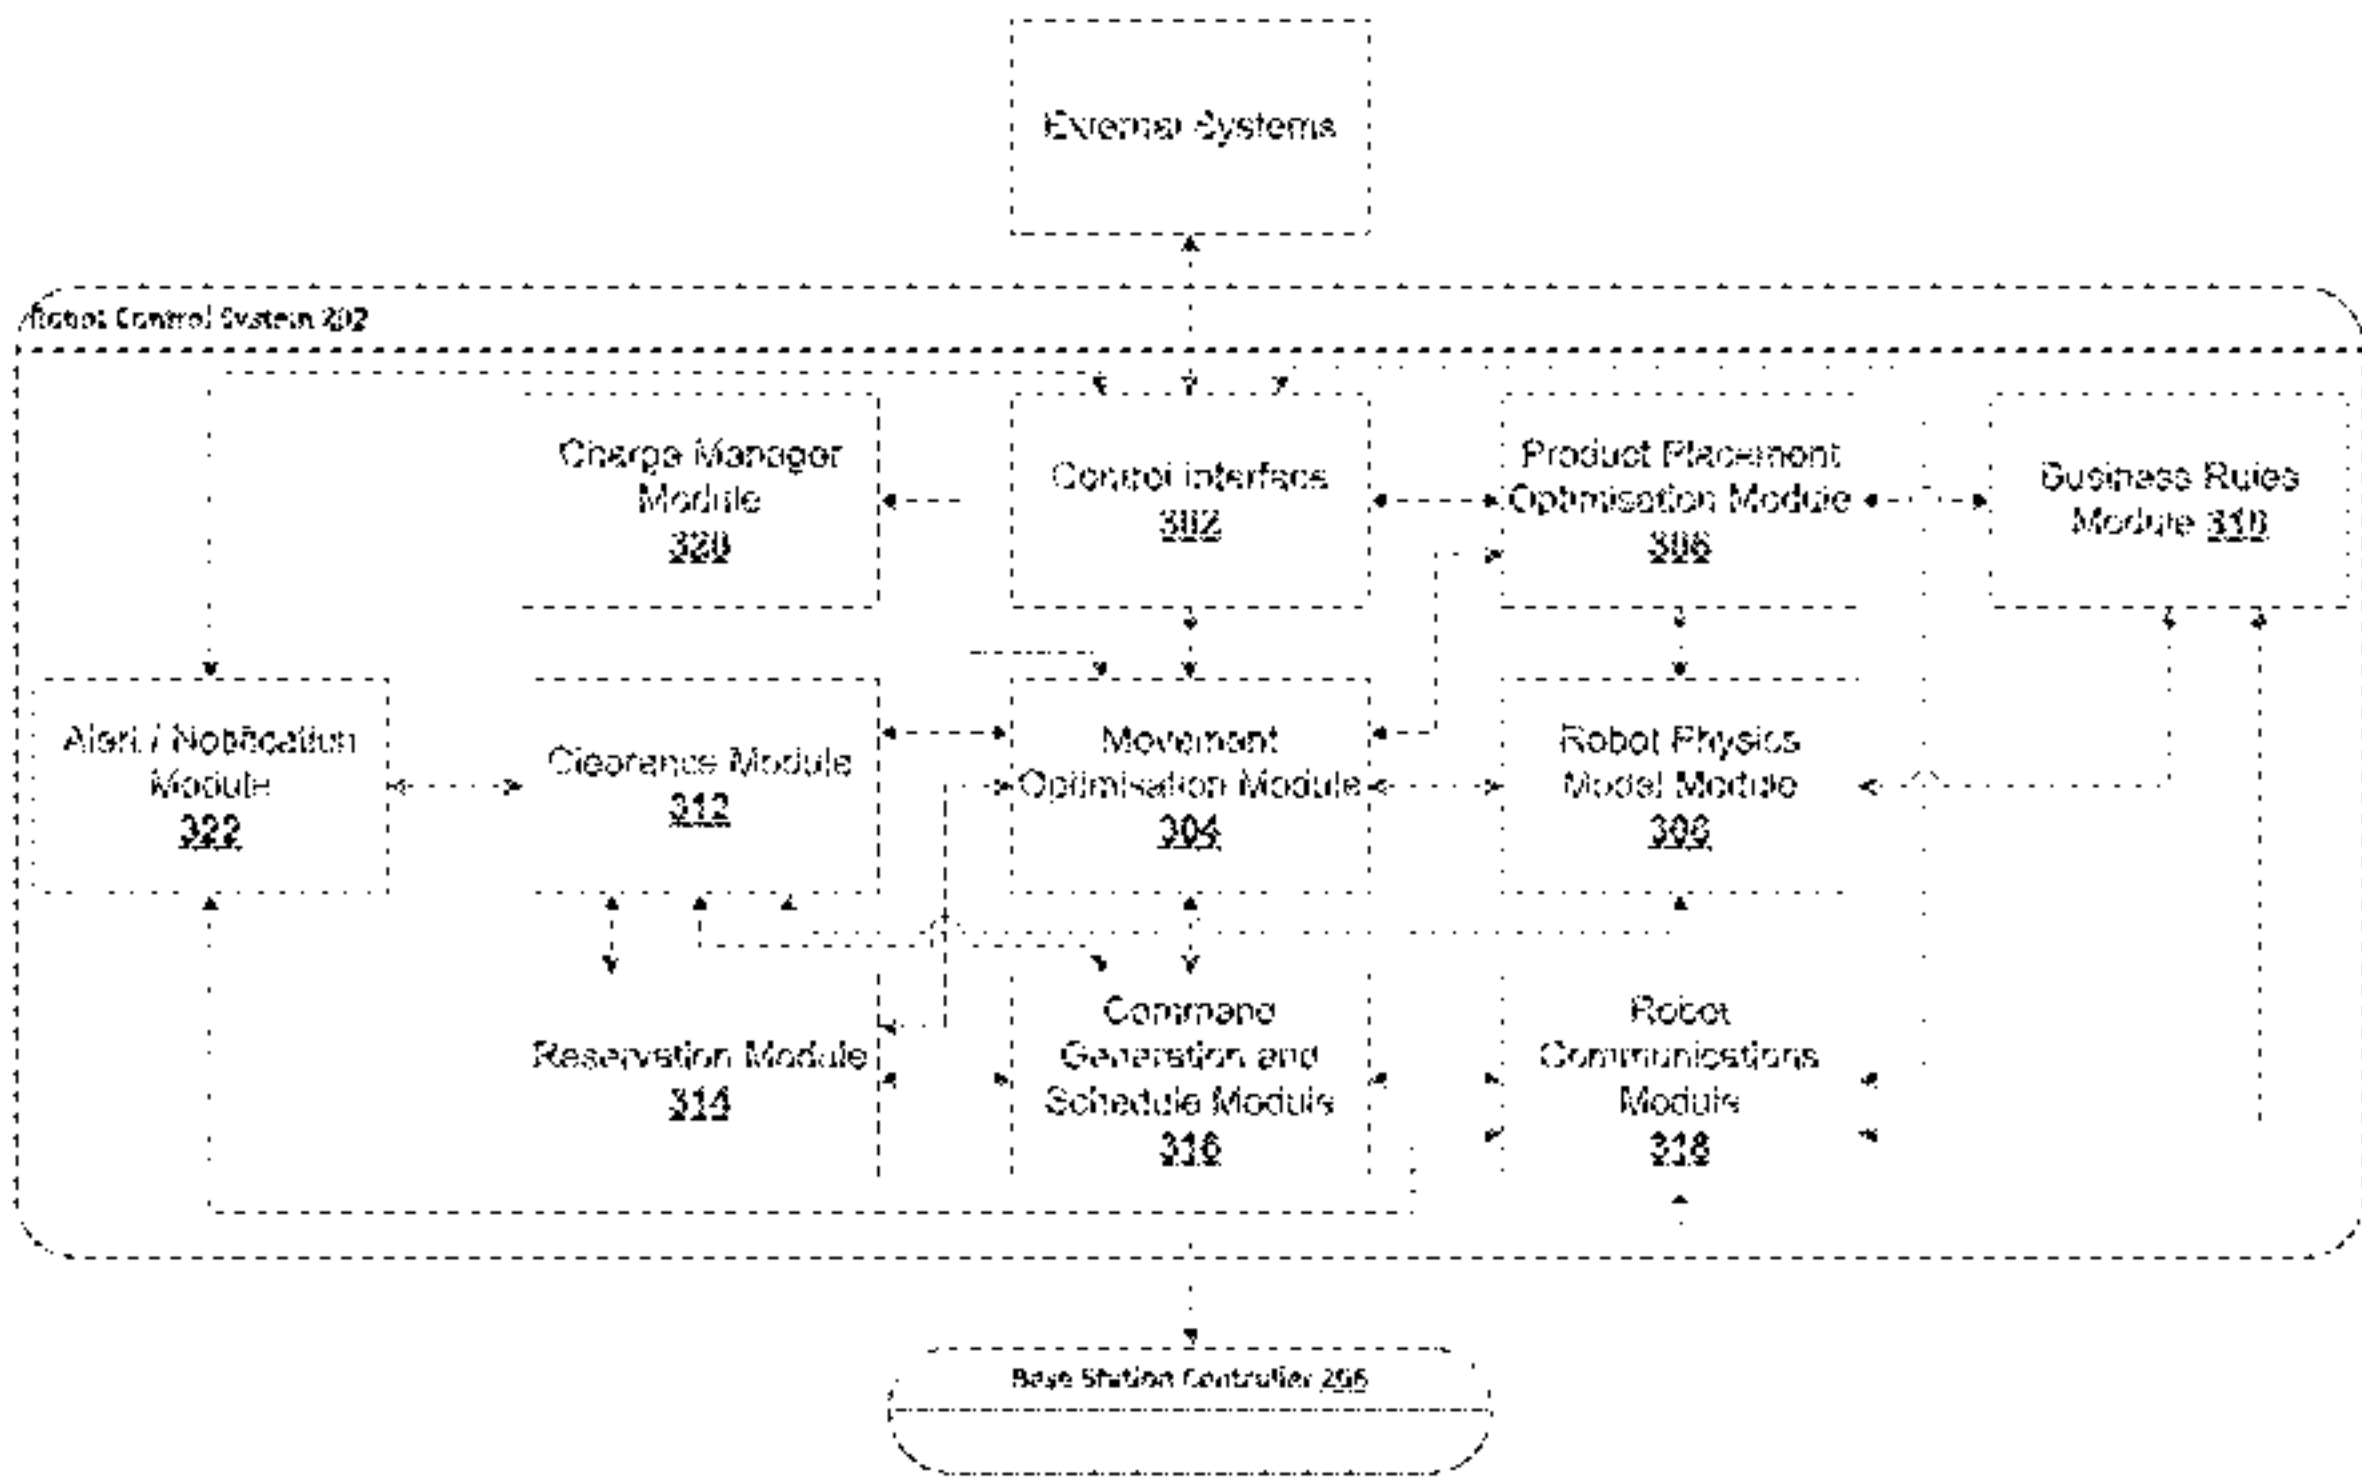 External Systems
Robot Control System 202
Charge Manager
Module
320
Control Interface
302
Product Placement
Optimisation Module
308
Business Rules
Module 310
Alert / Notification
Module
322
Clearance Module
312
Movement
Optimisation Module
304
Robot Physics
Model Module
306
Reservation Module
314
Command
Generation and
Schedule Module
316
Robot
Communications
Module
318
Base Station Controller 206